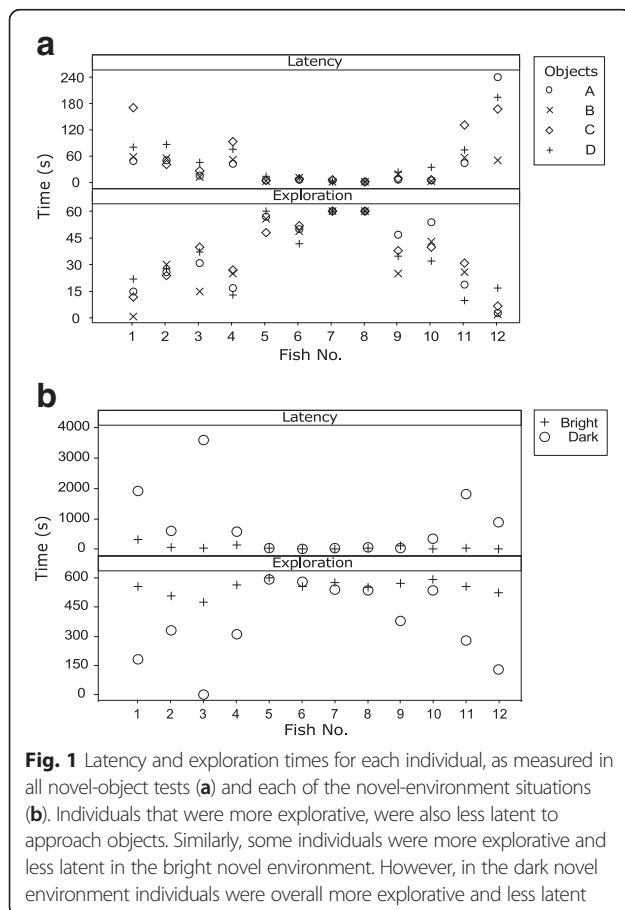 a
Latency
Objects
A
B
C
D
240
180
120
60
0
Time (s)
Exploration
60
45
30
15
0
1 2 3 4 5 6 7 8 9 10 11 12
Fish No.
b
Latency
Bright
Dark
4000
3000
2000
1000
0
Time (s)
Exploration
600
450
300
150
0
1 2 3 4 5 6 7 8 9 10 11 12
Fish No.
Fig. 1 Latency and exploration times for each individual, as measured in
all novel-object tests (a) and each of the novel-environment situations
(b). Individuals that were more explorative, were also less latent to
approach objects. Similarly, some individuals were more explorative and
less latent in the bright novel environment. However, in the dark novel
environment individuals were overall more explorative and less latent